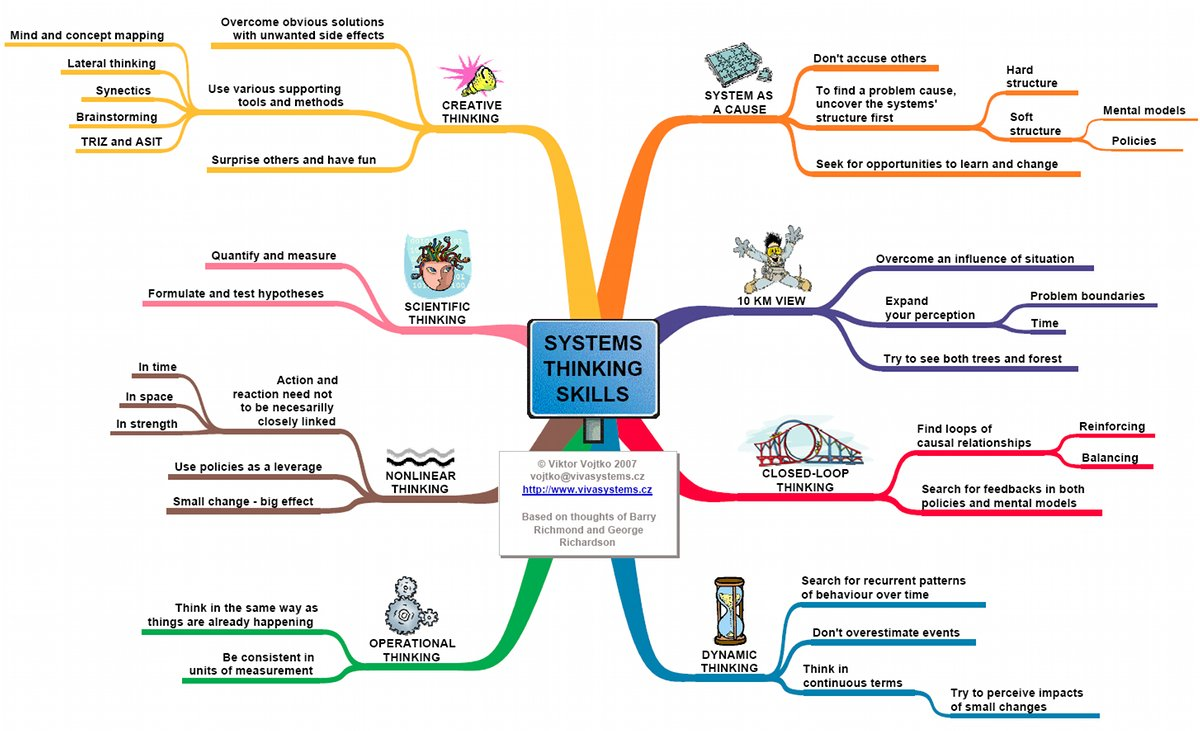 SYSTEMS
THINKING
SKILLS
© Viktor Vojtko 2007
vojtko@vivasystems.cz
http://www.vivasystems.cz
Based on thoughts of Barry
Richmond and George
Richardson
SYSTEM AS
A CAUSE
Don't accuse others
To find a problem cause,
uncover the systems'
structure first
Hard
structure
Soft
structure
Mental models
Policies
Seek for opportunities to learn and change
10 KM VIEW
Overcome an influence of situation
Expand
your perception
Problem boundaries
Time
Try to see both trees and forest
CLOSED-LOOP
THINKING
Find loops of
causal relationships
Reinforcing
Balancing
Search for feedbacks in both
policies and mental models
DYNAMIC
THINKING
Search for recurrent patterns
of behaviour over time
Don't overestimate events
Think in
continuous terms
Try to perceive impacts
of small changes
OPERATIONAL
THINKING
Think in the same way as
things are already happening
Be consistent in
units of measurement
NONLINEAR
THINKING
Action and
reaction need not
to be necesarilly
closely linked
In time
In space
In strength
Use policies as a leverage
Small change - big effect
SCIENTIFIC
THINKING
Quantify and measure
Formulate and test hypotheses
CREATIVE
THINKING
Overcome obvious solutions
with unwanted side effects
Use various supporting
tools and methods
Mind and concept mapping
Lateral thinking
Synectics
Brainstorming
TRIZ and ASIT
Surprise others and have fun